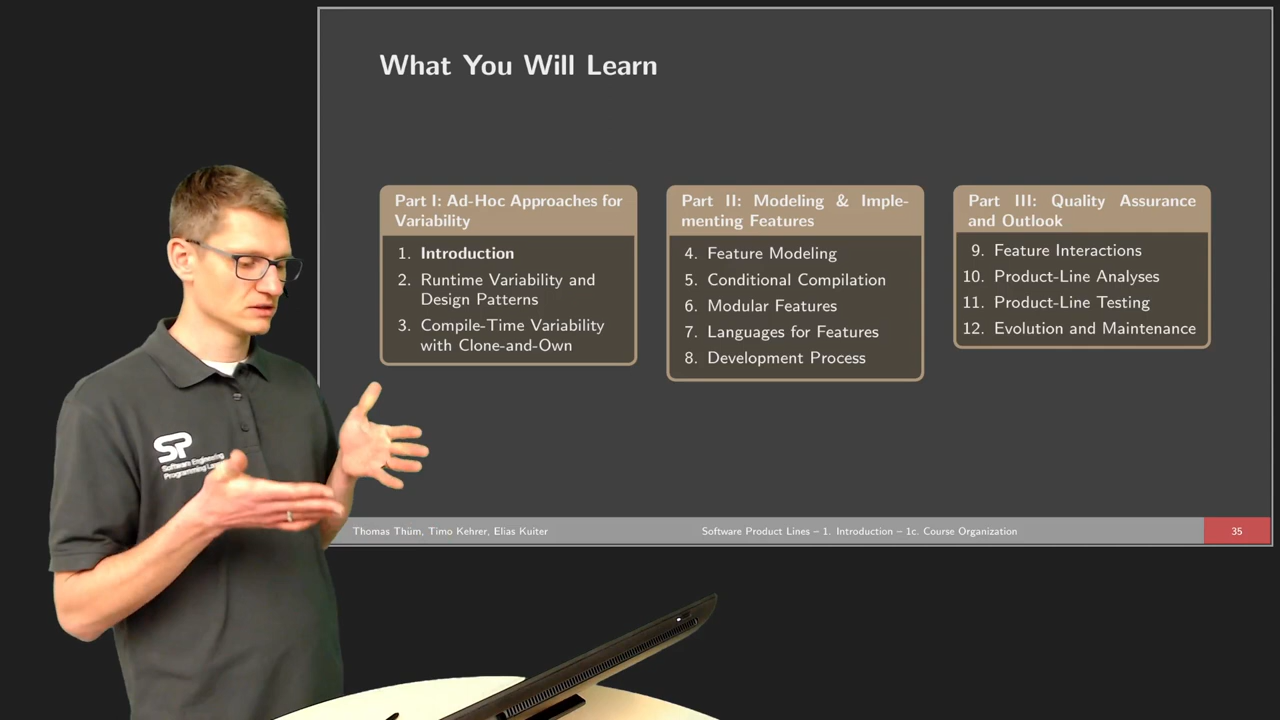 What You Will Learn
Part I: Ad-Hoc Approaches for
Variability
1. Introduction
2. Runtime Variability and
Design Patterns
3. Compile-Time Variability
with Clone-and-Own
Part II: Modeling & Imple-
menting Features
4. Feature Modeling
5. Conditional Compilation
6. Modular Features
7. Languages for Features
8. Development Process
Part III: Quality Assurance
and Outlook
9. Feature Interactions
10. Product-Line Analyses
11. Product-Line Testing
12. Evolution and Maintenance
SP
Software Engineering
Programming
Thomas Thüm, Timo Kehrer, Elias Kuiter
Software Product Lines – 1. Introduction – 1c. Course Organization
35